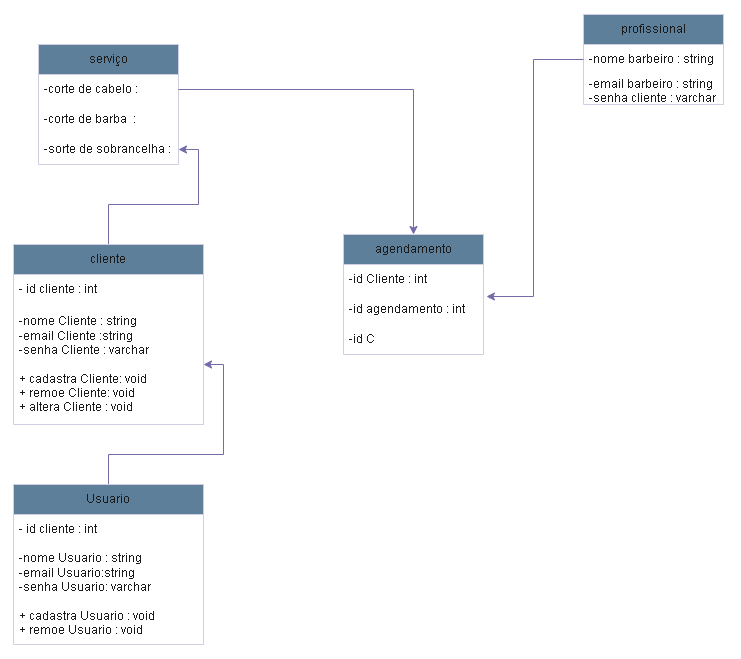 serviço
-corte de cabelo :
-corte de barba :
-sorte de sobrancelha :
profissional
-nome barbeiro : string
-email barbeiro : string
-senha cliente : varchar
cliente
- id cliente : int
-nome Cliente : string
-email Cliente :string
-senha Cliente : varchar
+ cadastra Cliente: void
+ remoe Cliente: void
+ altera Cliente : void
agendamento
-id Cliente : int
-id agendamento : int
-id C
Usuario
- id cliente : int
-nome Usuario : string
-email Usuario:string
-senha Usuario: varchar
+ cadastra Usuario : void
+ remoe Usuario : void